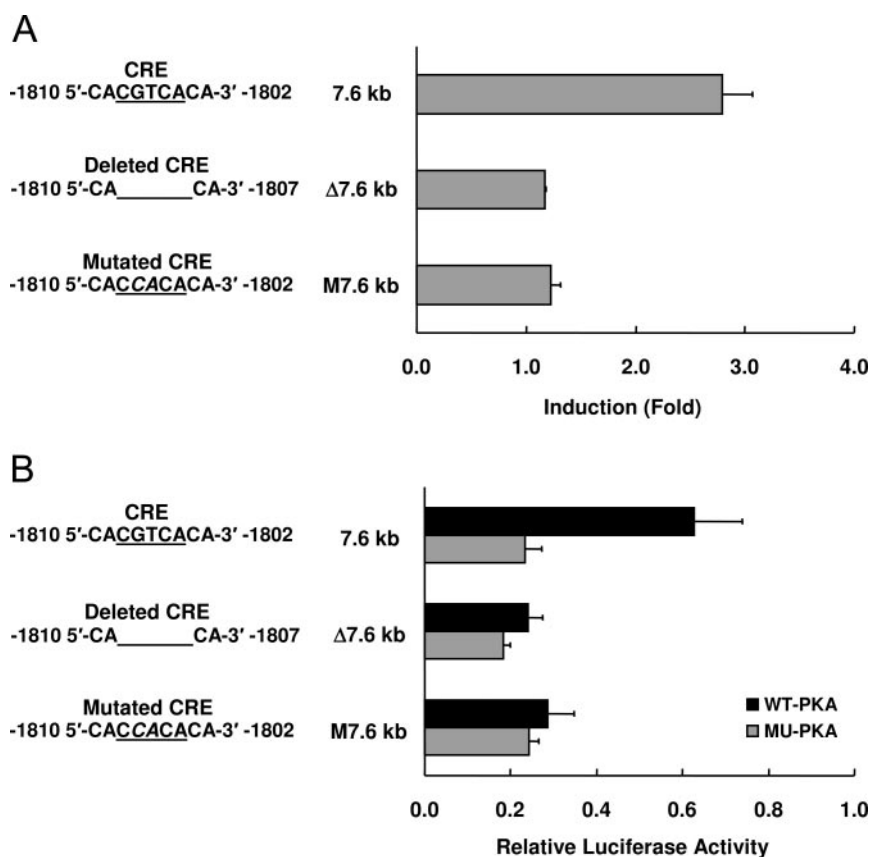 A
CRE
-1810 5′-CACGTCACA-3′ -1802
7.6 kb
Deleted CRE
-1810 5′-CA______CA-3′ -1807
Δ7.6 kb
Mutated CRE
-1810 5′-CACCACACA-3′ -1802
M7.6 kb
0.0 1.0 2.0 3.0 4.0
Induction (Fold)
B
CRE
-1810 5′-CACGTCACA-3′ -1802
7.6 kb
Deleted CRE
-1810 5′-CA______CA-3′ -1807
Δ7.6 kb
Mutated CRE
-1810 5′-CACCACACA-3′ -1802
M7.6 kb
WT-PKA
MU-PKA
0.0 0.2 0.4 0.6 0.8 1.0
Relative Luciferase Activity